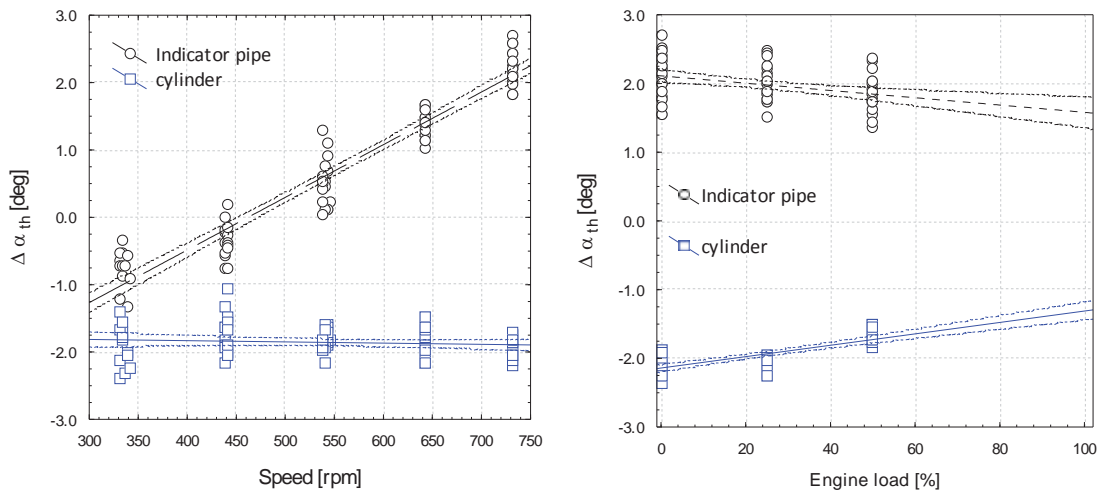 3.0
2.0
1.0
0.0
-1.0
-2.0
-3.0
Δ α th [deg]
Indicator pipe
cylinder
300 350 400 450 500 550 600 650 700 750
Speed [rpm]
3.0
2.0
1.0
0.0
-1.0
-2.0
-3.0
Δ α th [deg]
Indicator pipe
cylinder
0 20 40 60 80 100
Engine load [%]